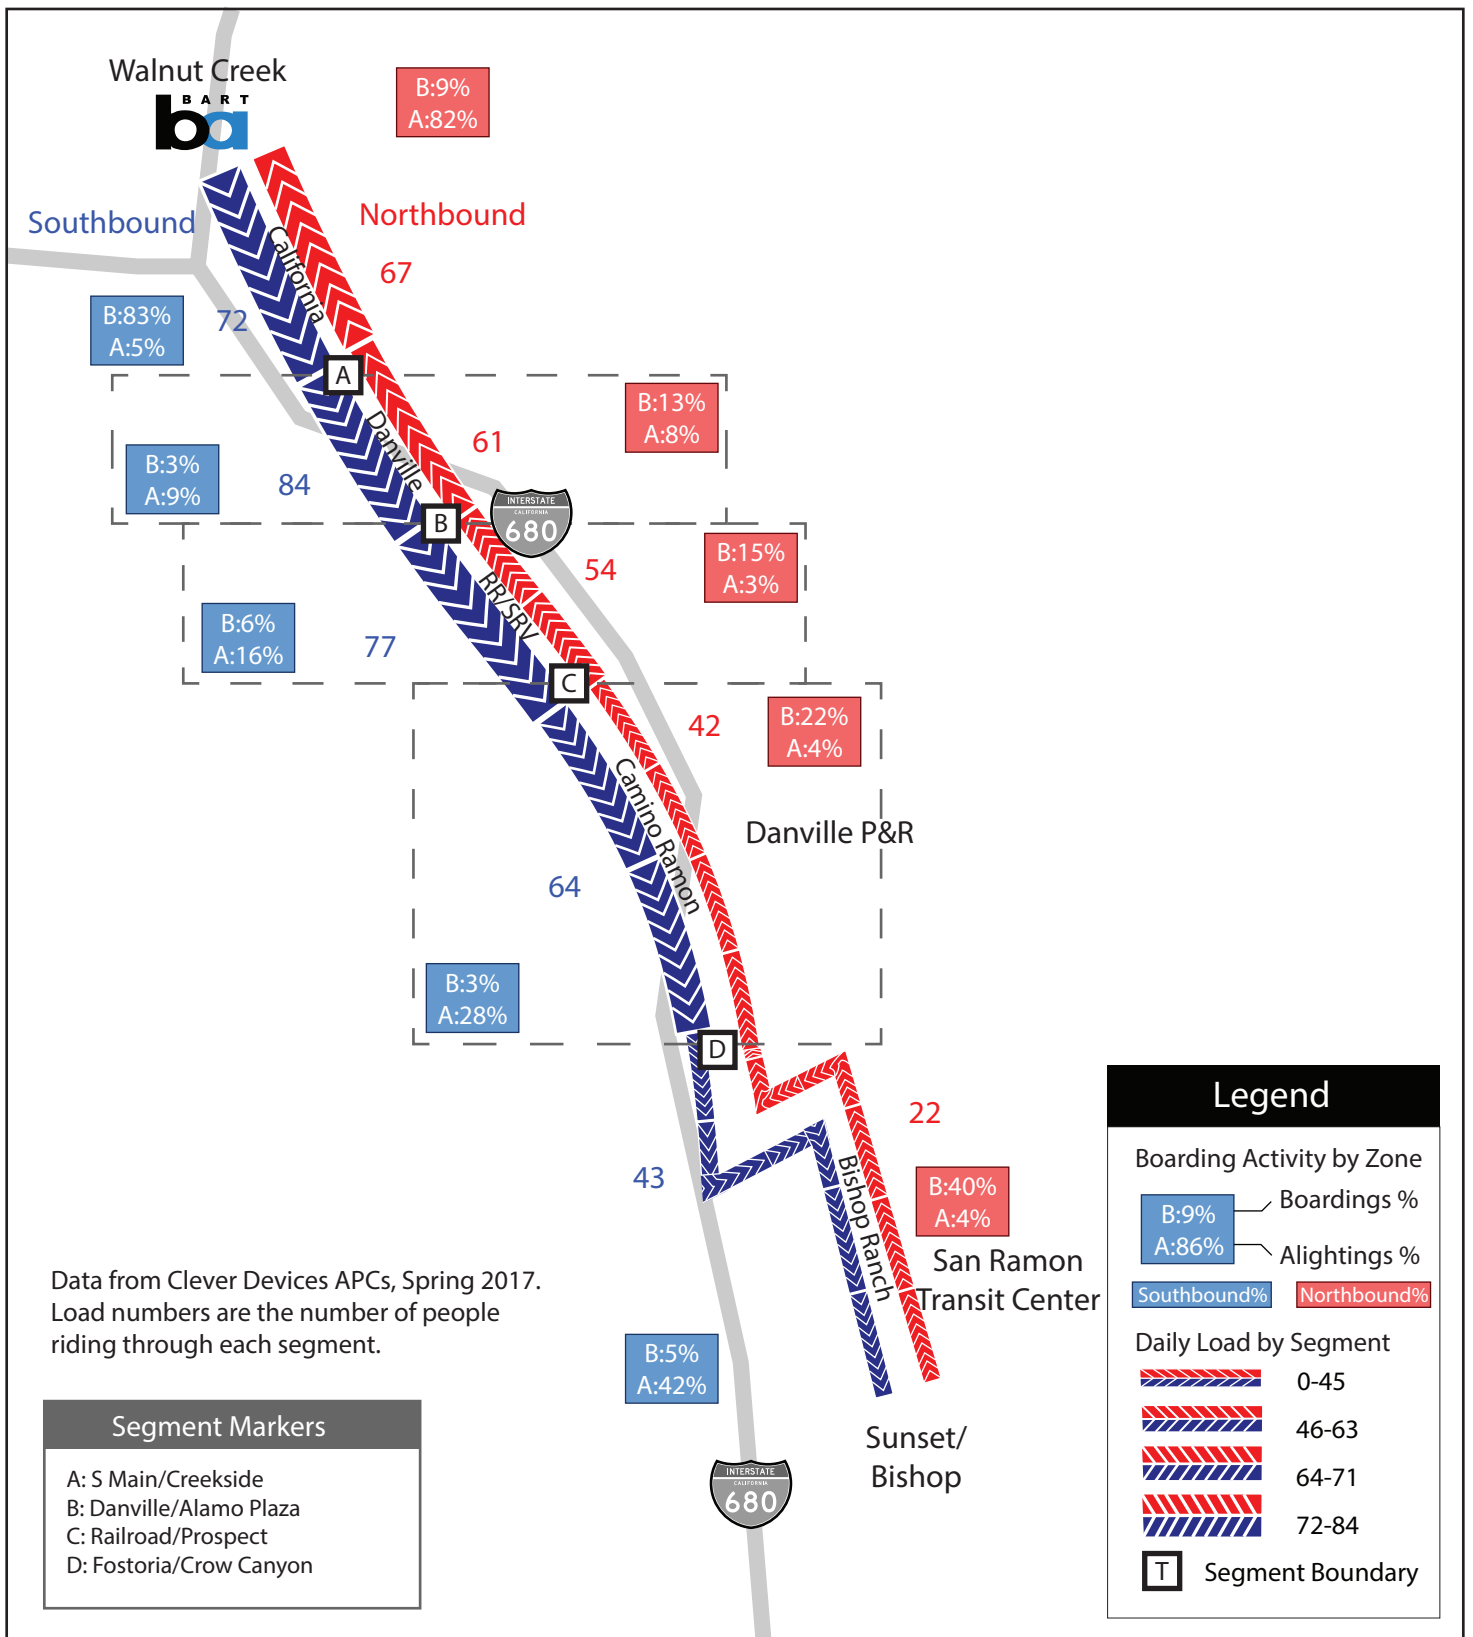 Walnut Creek
BART
ba
B:9%
A:82%
Southbound
Northbound
California
67
72
B:83%
A:5%
A
B:13%
A:8%
Danville
61
B:3%
A:9%
84
B
INTERSTATE
CALIFORNIA
680
B:15%
A:3%
54
RR/SRV
B:6%
A:16%
77
C
B:22%
A:4%
42
Camino Ramon
Danville P&R
64
B:3%
A:28%
D
22
43
Bishop Ranch
B:40%
A:4%
San Ramon
Transit Center
Data from Clever Devices APCs, Spring 2017.
Load numbers are the number of people
riding through each segment.
B:5%
A:42%
Sunset/
Bishop
INTERSTATE
CALIFORNIA
680
Segment Markers
A: S Main/Creekside
B: Danville/Alamo Plaza
C: Railroad/Prospect
D: Fostoria/Crow Canyon
Legend
Boarding Activity by Zone
B:9%
A:86%
Boardings %
Alightings %
Southbound%
Northbound%
Daily Load by Segment
0-45
46-63
64-71
72-84
T
Segment Boundary